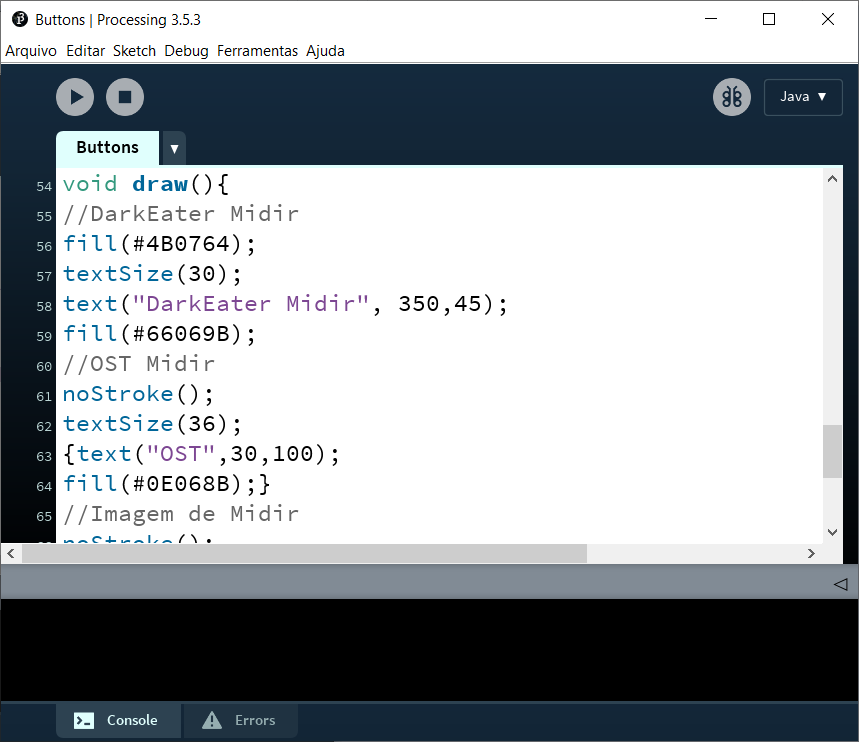 Buttons | Processing 3.5.3
Arquivo Editar Sketch Debug Ferramentas Ajuda
Java ▼
Buttons ▼
54 void draw(){
55 //DarkEater Midir
56 fill(#4B0764);
57 textSize(30);
58 text("DarkEater Midir", 350,45);
59 fill(#66069B);
60 //OST Midir
61 noStroke();
62 textSize(36);
63 {text("OST",30,100);
64 fill(#0E068B);}
65 //Imagem de Midir
noStroke();
Console Errors